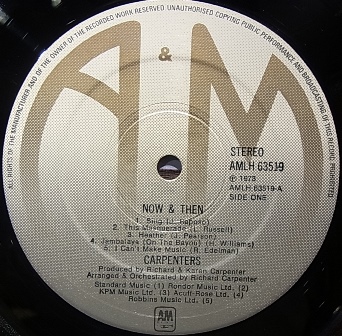 ALL RIGHTS OF THE MANUFACTURER AND OF THE OWNER OF THE RECORDED WORK RESERVED UNAUTHORISED COPYING PUBLIC PERFORMANCE AND BROADCASTING OF THIS RECORD PROHIBITED
A & M
STEREO
AMLH 63519
℗ 1973
AMLH 63519-A
SIDE ONE
NOW & THEN
1. Sing (J. Raposo)
2. This Masquerade (L. Russell)
3. Heather (J. Pearson)
4. Jambalaya (On The Bayou) (H. Williams)
5. I Can't Make Music (R. Edelman)
CARPENTERS
Produced by Richard & Karen Carpenter
Arranged & Orchestrated by Richard Carpenter
Standard Music (1) Rondor Music Ltd. (2)
KPM Music Ltd. (3) Acuff-Rose Ltd. (4)
Robbins Music Ltd. (5)
A&M